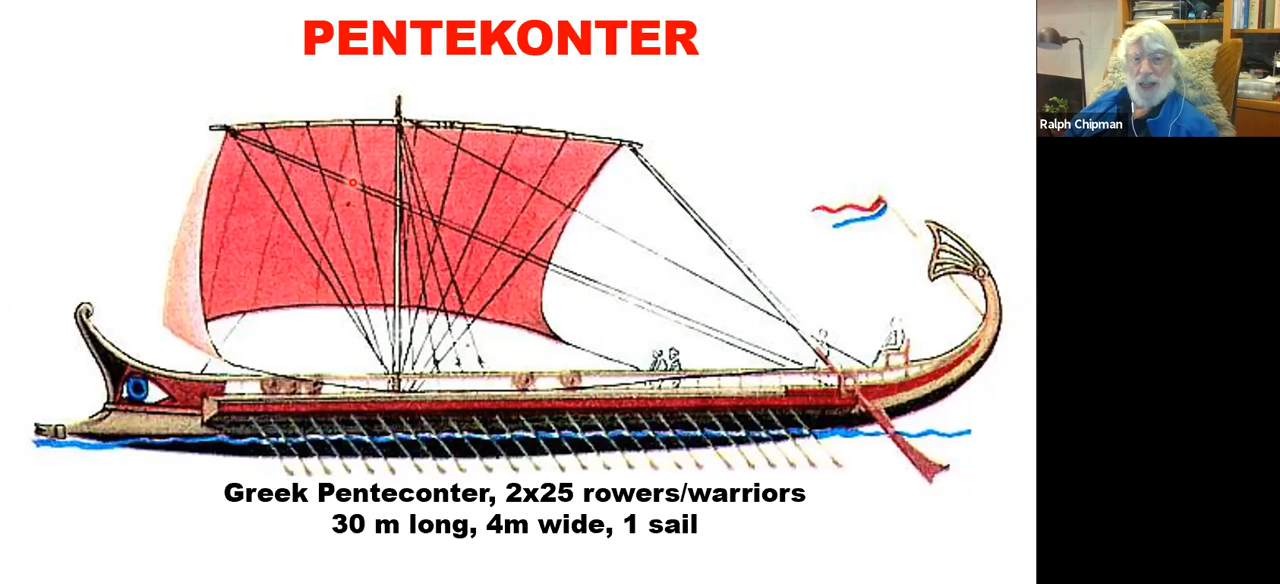 PENTEKONTER
Ralph Chipman
Greek Penteconter, 2x25 rowers/warriors
30 m long, 4m wide, 1 sail